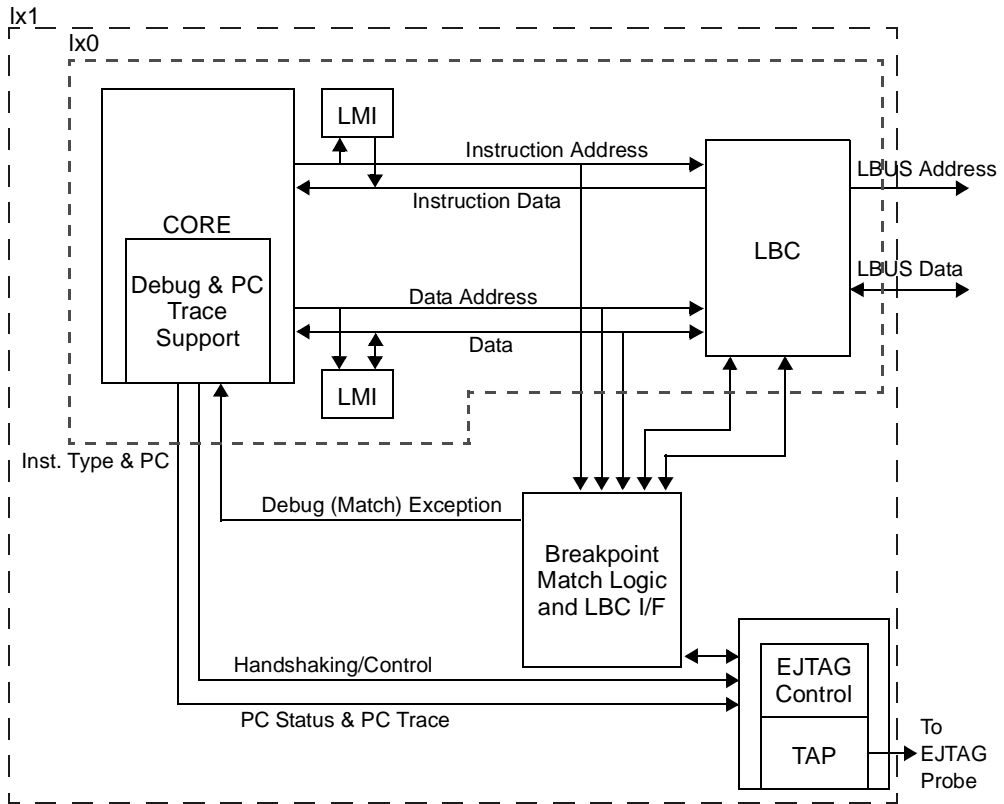 lx1
lx0
LMI
Instruction Address
LBUS Address
Instruction Data
CORE
LBC
Debug & PC
Trace
Support
Data Address
LBUS Data
Data
LMI
Inst. Type & PC
Debug (Match) Exception
Breakpoint
Match Logic
and LBC I/F
Handshaking/Control
EJTAG
Control
PC Status & PC Trace
TAP
To
EJTAG
Probe